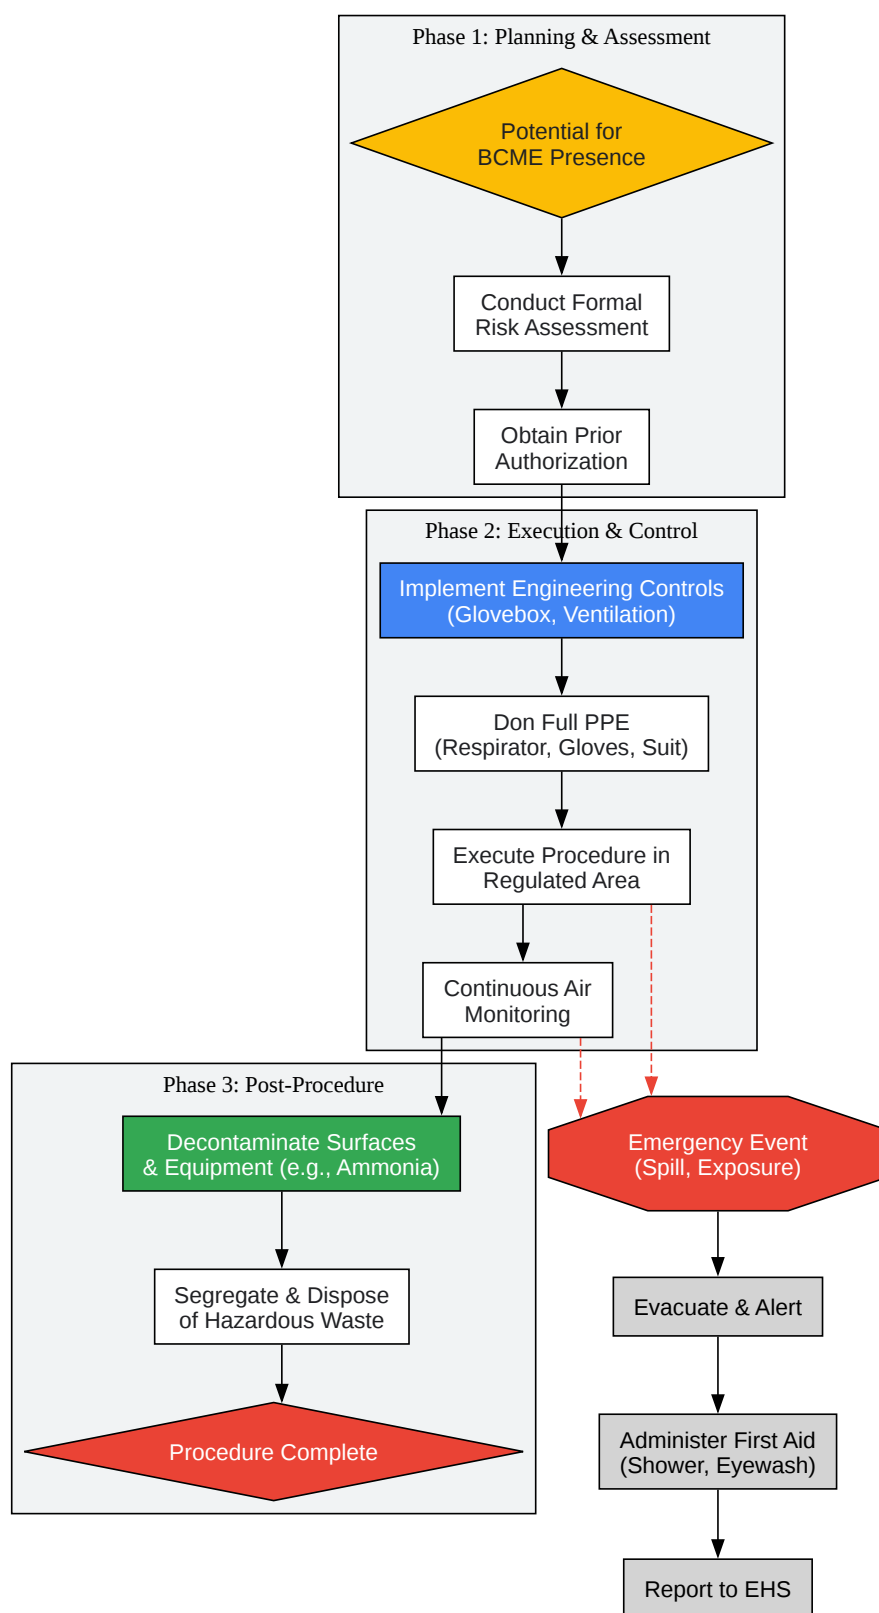 Phase 1: Planning & Assessment
Potential for
BCME Presence
Conduct Formal
Risk Assessment
Obtain Prior
Authorization
Phase 2: Execution & Control
Implement Engineering Controls
(Glovebox, Ventilation)
Don Full PPE
(Respirator, Gloves, Suit)
Execute Procedure in
Regulated Area
Continuous Air
Monitoring
Phase 3: Post-Procedure
Decontaminate Surfaces
& Equipment (e.g., Ammonia)
Segregate & Dispose
of Hazardous Waste
Procedure Complete
Emergency Event
(Spill, Exposure)
Evacuate & Alert
Administer First Aid
(Shower, Eyewash)
Report to EHS